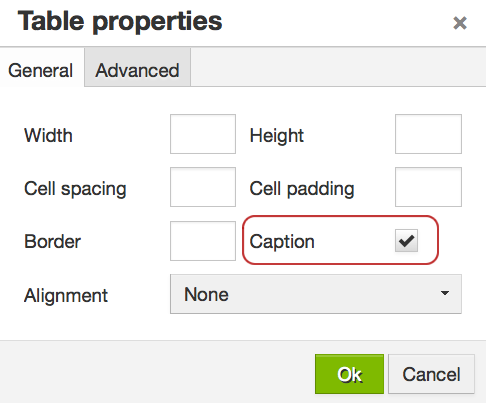 Table properties ×
General Advanced
Width Height
Cell spacing Cell padding
Border Caption
Alignment None
Ok Cancel